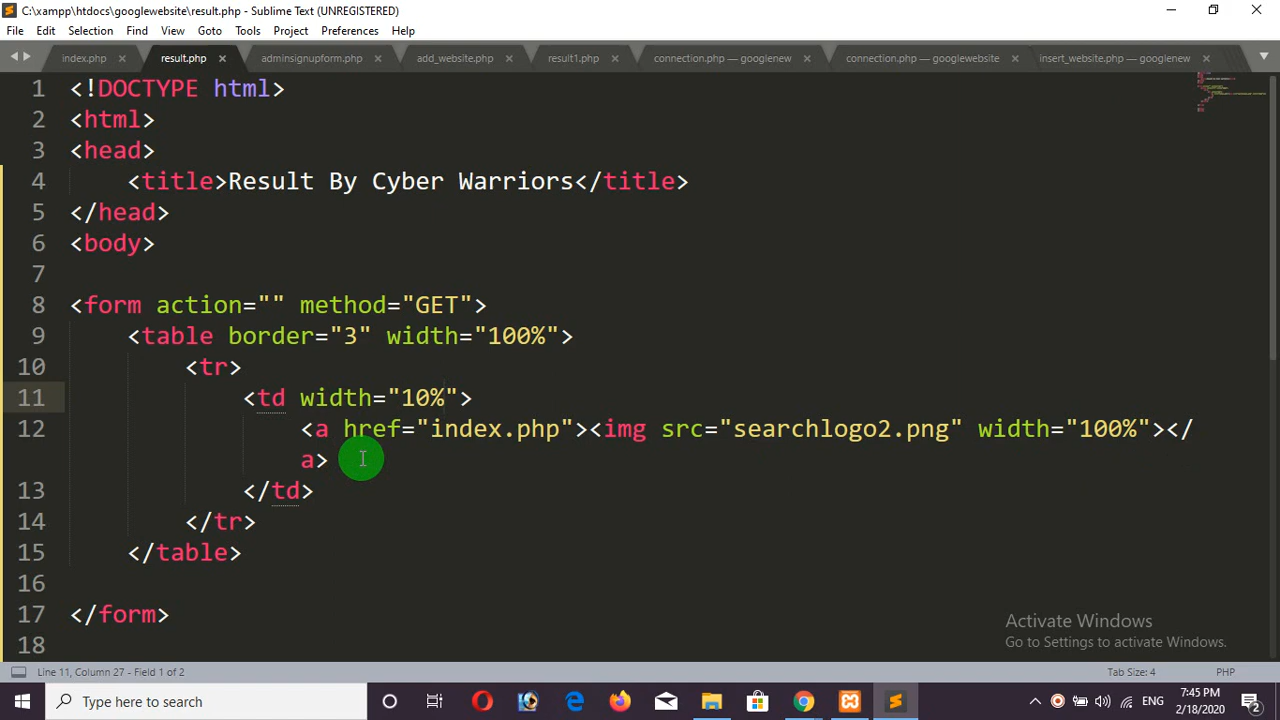 C:\xampp\htdocs\googlewebsite\result.php - Sublime Text (UNREGISTERED)
File Edit Selection Find View Goto Tools Project Preferences Help
index.php × result.php × adminsignupform.php × add_website.php × result1.php × connection.php — googlenew × connection.php — googlewebsite × insert_website.php — googlenew ×
1 <!DOCTYPE html>
2 <html>
3 <head>
4 <title>Result By Cyber Warriors</title>
5 </head>
6 <body>
7
8 <form action="" method="GET">
9 <table border="3" width="100%">
10 <tr>
11 <td width="10%">
12 <a href="index.php"><img src="searchlogo2.png" width="100%"></
a>
13 </td>
14 </tr>
15 </table>
16
17 </form>
18
Activate Windows
Go to Settings to activate Windows.
Line 11, Column 27 - Field 1 of 2 Tab Size: 4 PHP
Type here to search ENG 7:45 PM
2/18/2020 2